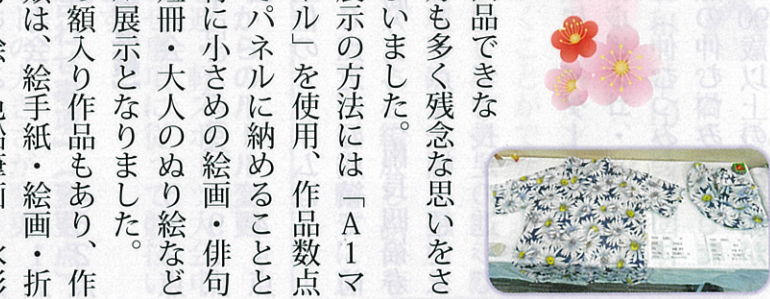 品できな
も多く残念な思いをさ
いました。
展示の方法には「A1マ
ル」を使用、作品数点
パネルに納めることと
に小さめの絵画・俳句
短冊・大人のぬり絵など
展示となりました。
の額入り作品もあり、作
類は、絵手紙・絵画・折